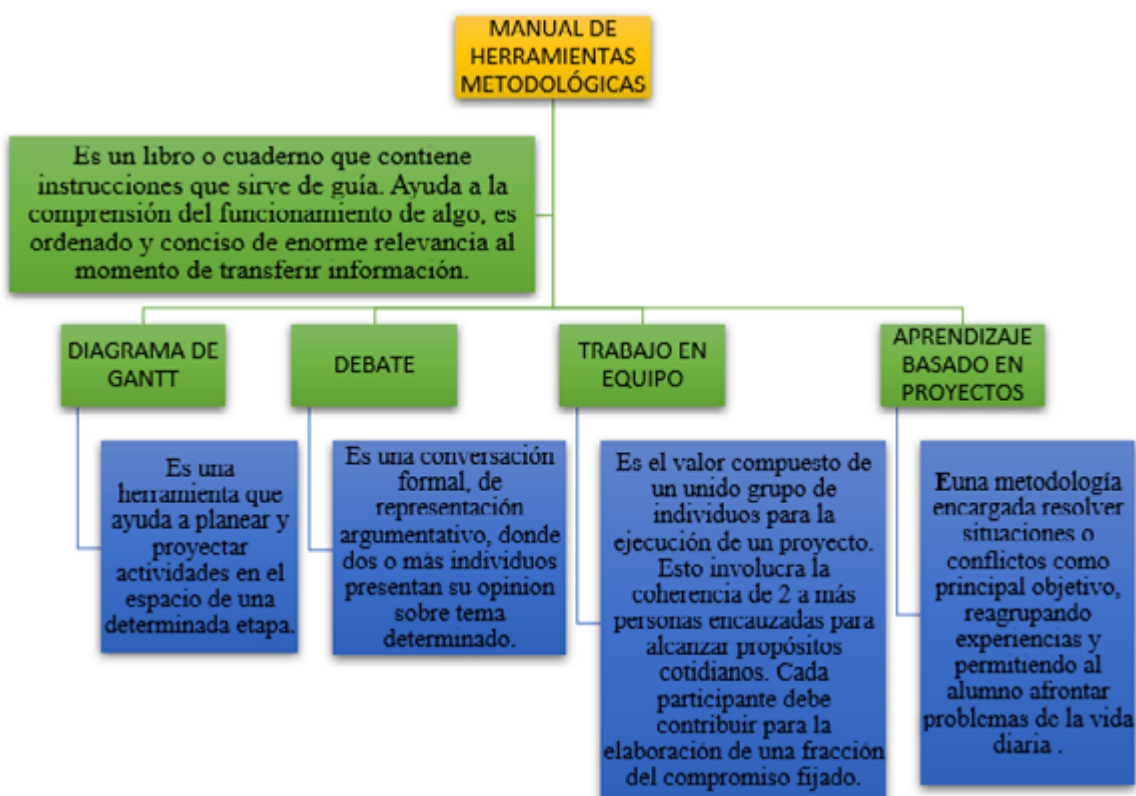 MANUAL DE
HERRAMIENTAS
METODOLÓGICAS
Es un libro o cuaderno que contiene
instrucciones que sirve de guía. Ayuda a la
comprensión del funcionamiento de algo, es
ordenado y conciso de enorme relevancia al
momento de transferir información.
DIAGRAMA DE
GANTT
Es una
herramienta que
ayuda a planear y
proyectar
actividades en el
espacio de una
determinada etapa.
DEBATE
Es una conversación
formal, de
representación
argumentativo, donde
dos o más individuos
presentan su opinion
sobre tema
determinado.
TRABAJO EN
EQUIPO
Es el valor compuesto de
un unido grupo de
individuos para la
ejecución de un proyecto.
Esto involucra la
coherencia de 2 a más
personas encauzadas para
alcanzar propósitos
cotidianos. Cada
participante debe
contribuir para la
elaboración de una fracción
del compromiso fijado.
APRENDIZAJE
BASADO EN
PROYECTOS
Euna metodología
encargada resolver
situaciones o
conflictos como
principal objetivo,
reagrupando
experiencias y
permitiendo al
alumno afrontar
problemas de la vida
diaria .